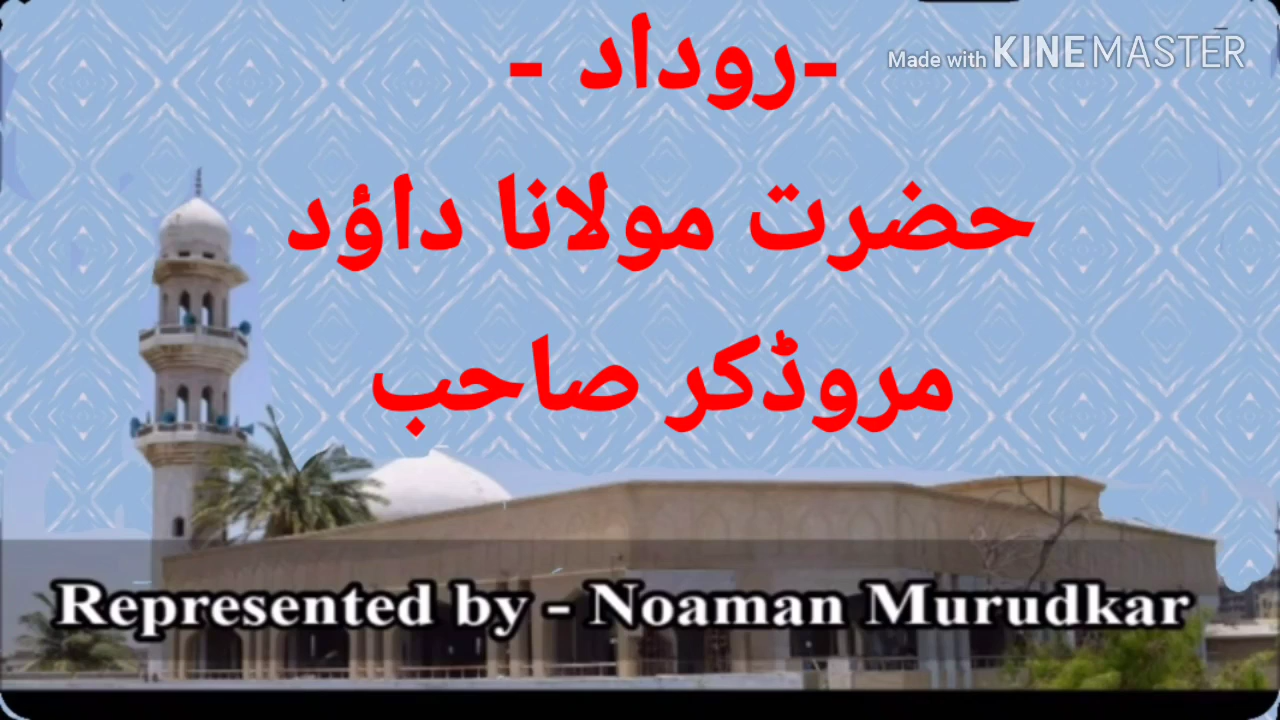 -روداد -
Made with KINEMASTER
حضرت مولانا داؤد
مروڈکر صاحب
Represented by - Noaman Murudkar